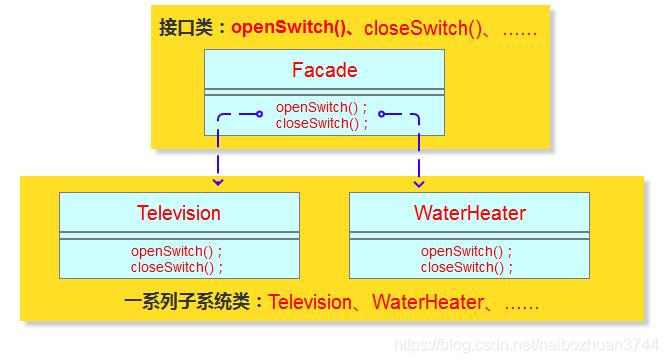 接口类：openSwitch()、closeSwitch()、……
Facade
openSwitch()；
closeSwitch()；
Television
openSwitch()；
closeSwitch()；
WaterHeater
openSwitch()；
closeSwitch()；
一系列子系统类：Television、WaterHeater、……
https://blog.csdn.net/naibozhuan3744